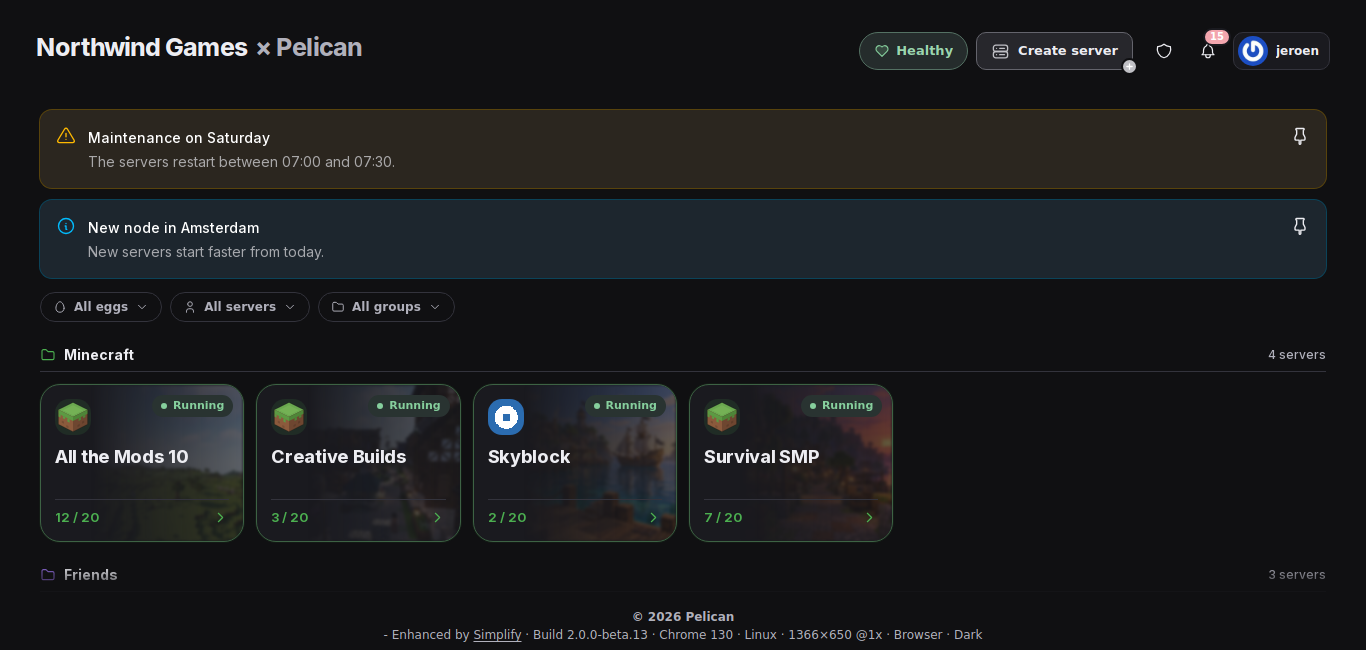 Northwind Games × Pelican
Healthy
Create server
15
jeroen
Maintenance on Saturday
The servers restart between 07:00 and 07:30.
New node in Amsterdam
New servers start faster from today.
All eggs
All servers
All groups
Minecraft
4 servers
Running
All the Mods 10
12 / 20
Running
Creative Builds
3 / 20
Running
Skyblock
2 / 20
Running
Survival SMP
7 / 20
Friends
3 servers
© 2026 Pelican
- Enhanced by Simplify · Build 2.0.0-beta.13 · Chrome 130 · Linux · 1366×650 @1x · Browser · Dark